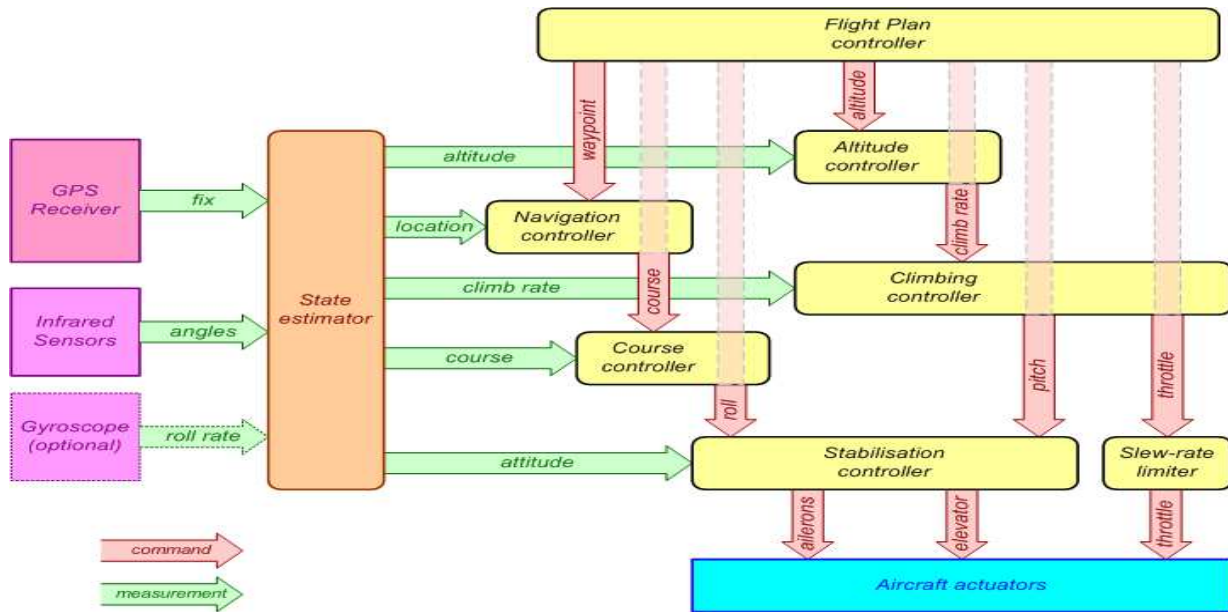 Flight Plan
controller
waypoint
altitude
altitude
Altitude
controller
GPS
Receiver
fix
location
Navigation
controller
climb rate
State
estimator
climb rate
course
Climbing
controller
Infrared
Sensors
angles
course
Course
controller
roll
pitch
throttle
Gyroscope
(optional)
roll rate
attitude
Stabilisation
controller
Slew-rate
limiter
ailerons
elevator
throttle
command
measurement
Aircraft actuators